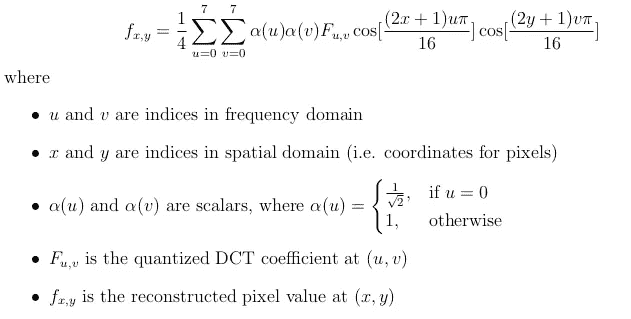 f_{x,y} = \frac{1}{4} \sum_{u=0}^{7} \sum_{v=0}^{7} \alpha(u)\alpha(v)F_{u,v} \cos[\frac{(2x+1)u\pi}{16}] \cos[\frac{(2y+1)v\pi}{16}]
where
• u and v are indices in frequency domain
• x and y are indices in spatial domain (i.e. coordinates for pixels)
• α(u) and α(v) are scalars, where α(u) = \begin{cases} \frac{1}{\sqrt{2}}, & \text{if } u = 0 \\ 1, & \text{otherwise} \end{cases}
• F_{u,v} is the quantized DCT coefficient at (u, v)
• f_{x,y} is the reconstructed pixel value at (x, y)